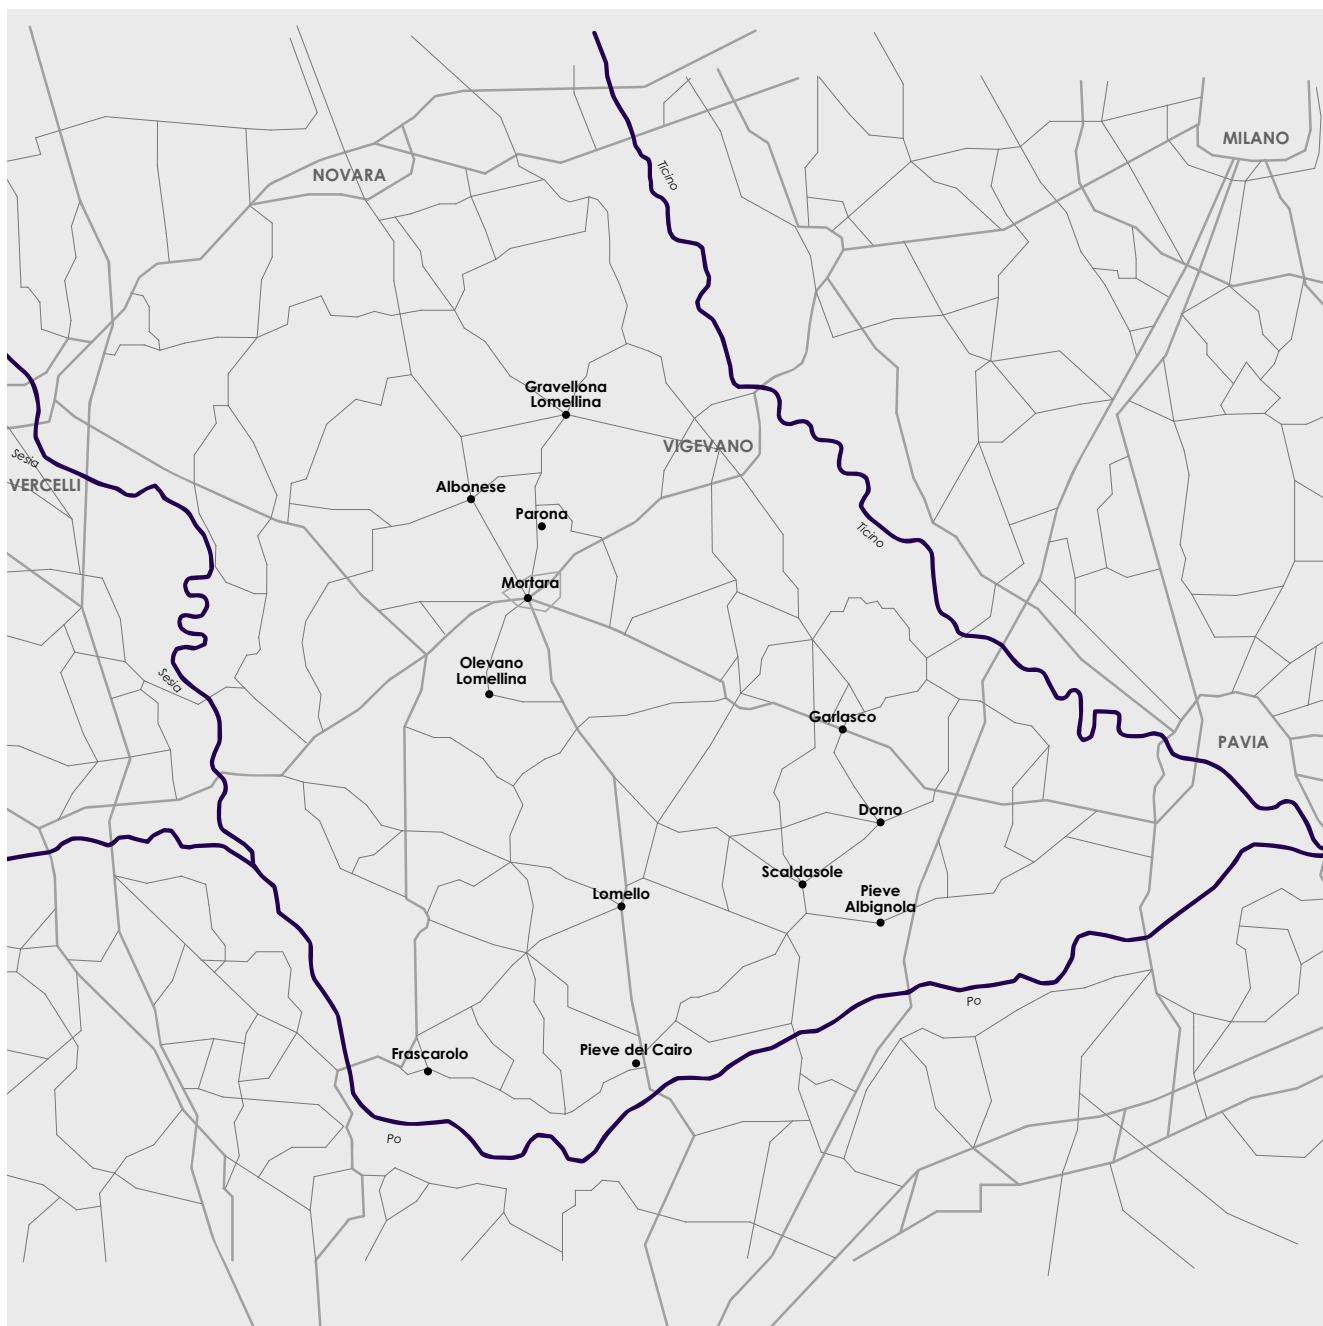 MILANO
NOVARA
Ticino
Gravellona
Lomellina
VIGEVANO
Sesia
VERCELLI
Albonese
Parona
Ticino
Mortara
Olevano
Lomellina
Sesia
Garlasco
PAVIA
Dorno
Scaldasole
Pieve
Albignola
Lomello
Po
Frascarolo
Pieve del Cairo
Po